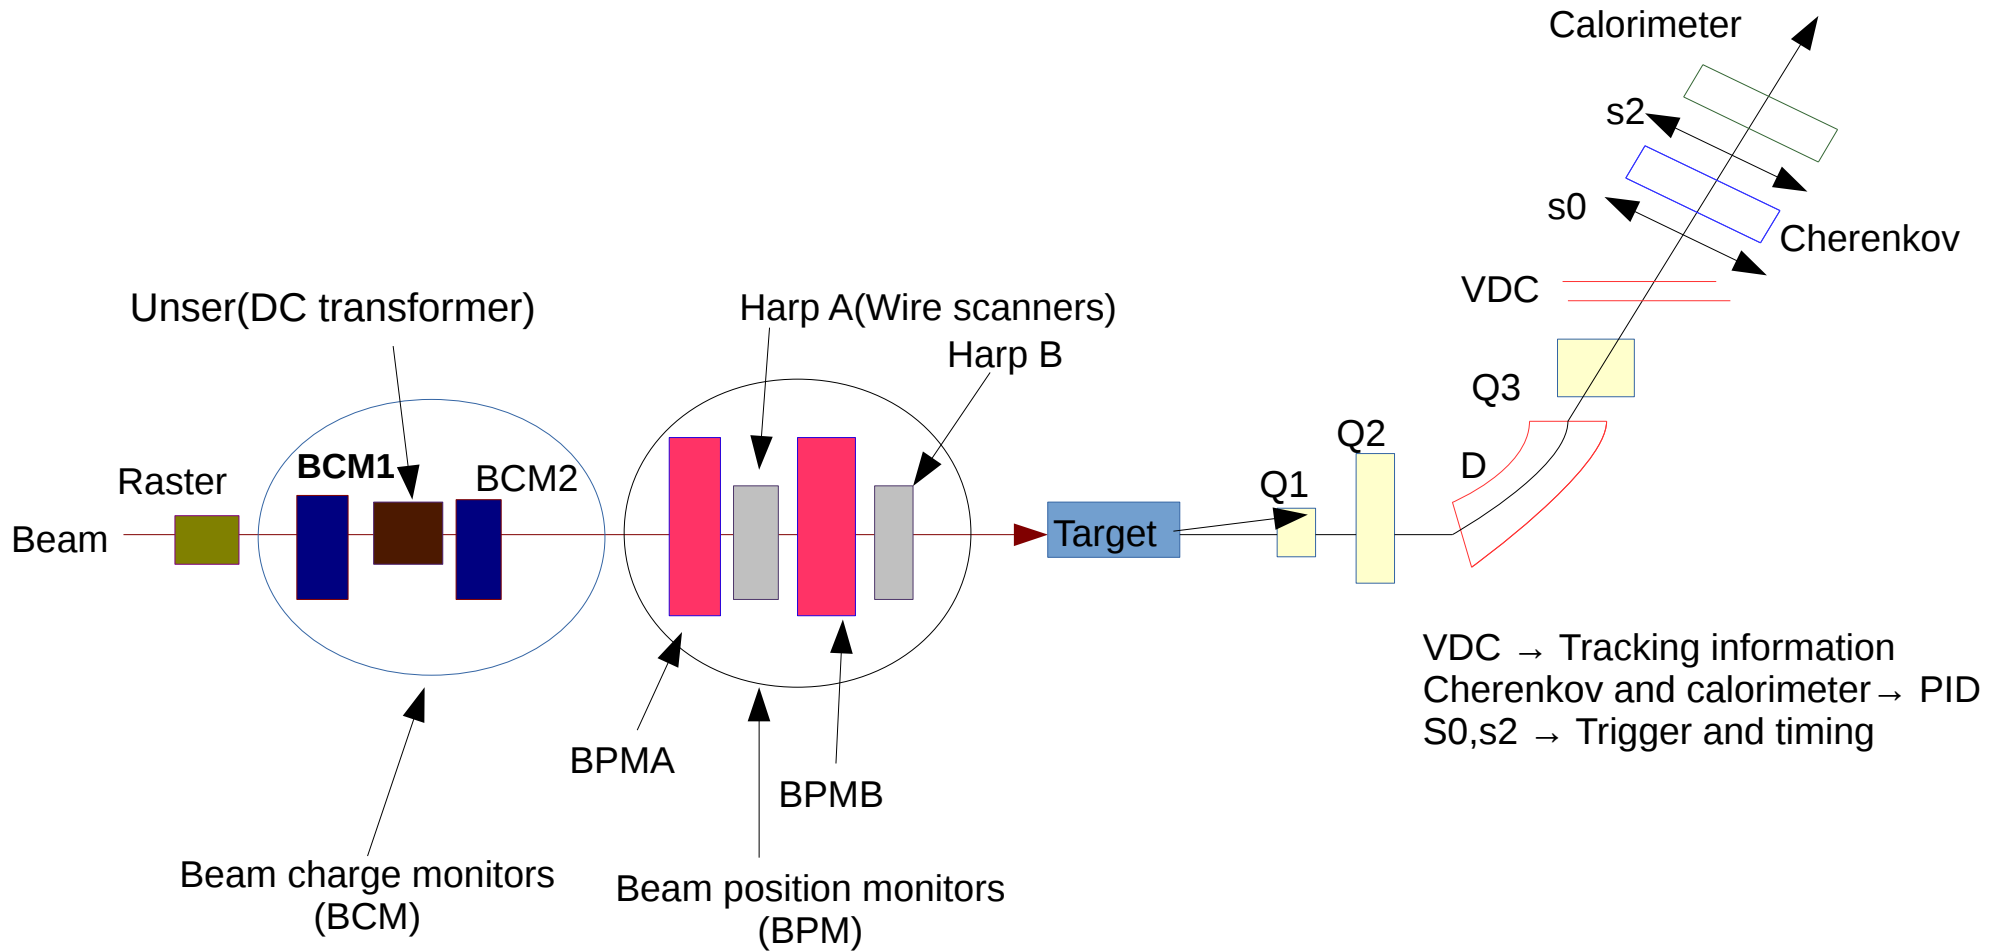 Calorimeter
s2
s0
Cherenkov
VDC
Unser(DC transformer)
Harp A(Wire scanners)
Harp B
Q3
Q2
D
BCM1
BCM2
Raster
Q1
Beam
Target
VDC → Tracking information
Cherenkov and calorimeter→ PID
S0,s2 → Trigger and timing
BPMA
BPMB
Beam charge monitors
(BCM)
Beam position monitors
(BPM)